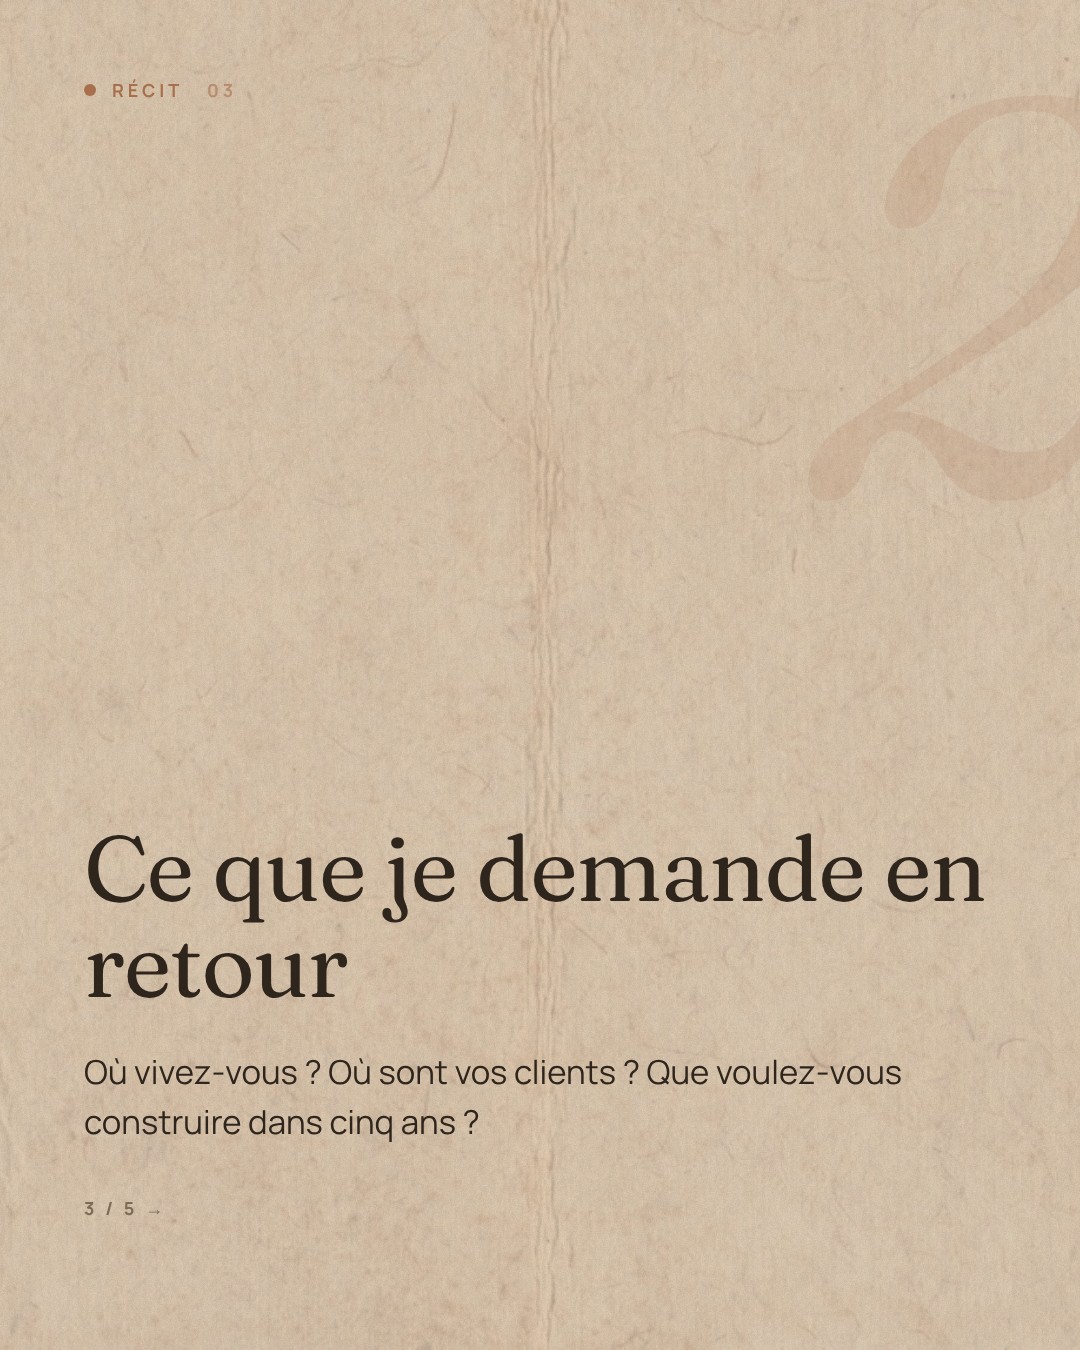 RÉCIT 03
2
Ce que je demande en
retour
Où vivez-vous ? Où sont vos clients ? Que voulez-vous
construire dans cinq ans ?
3 / 5 →